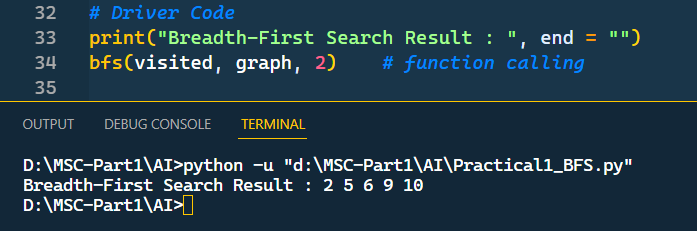 32 # Driver Code
33 print("Breadth-First Search Result : ", end = "")
34 bfs(visited, graph, 2)    # function calling
35
OUTPUT DEBUG CONSOLE TERMINAL
D:\MSC-Part1\AI>python -u "d:\MSC-Part1\AI\Practical1_BFS.py"
Breadth-First Search Result : 2 5 6 9 10
D:\MSC-Part1\AI>